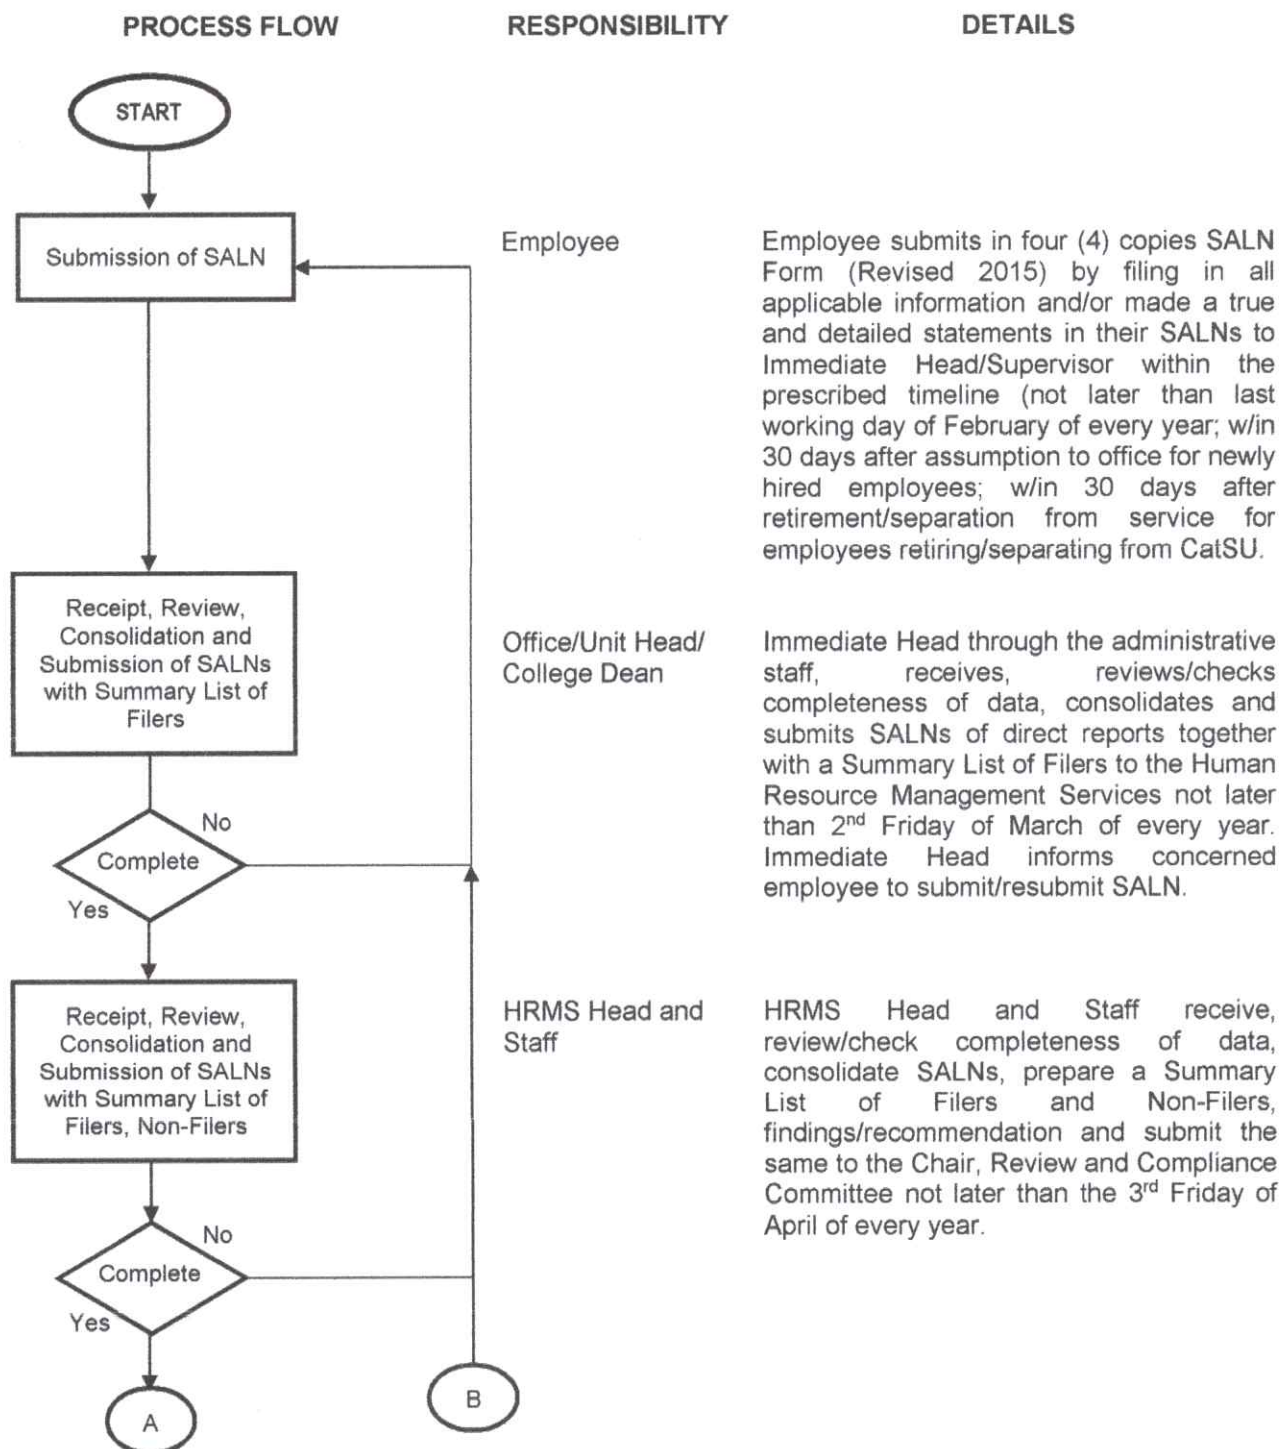 PROCESS FLOW RESPONSIBILITY DETAILS
START
Submission of SALN
Employee
Employee submits in four (4) copies SALN
Form (Revised 2015) by filing in all
applicable information and/or made a true
and detailed statements in their SALNs to
Immediate Head/Supervisor within the
prescribed timeline (not later than last
working day of February of every year; w/in
30 days after assumption to office for newly
hired employees; w/in 30 days after
retirement/separation from service for
employees retiring/separating from CatSU.
Receipt, Review,
Consolidation and
Submission of SALNs
with Summary List of
Filers
Office/Unit Head/
College Dean
Immediate Head through the administrative
staff, receives, reviews/checks
completeness of data, consolidates and
submits SALNs of direct reports together
with a Summary List of Filers to the Human
Resource Management Services not later
than 2nd Friday of March of every year.
Immediate Head informs concerned
employee to submit/resubmit SALN.
No
Complete
Yes
Receipt, Review,
Consolidation and
Submission of SALNs
with Summary List of
Filers, Non-Filers
HRMS Head and
Staff
HRMS Head and Staff receive,
review/check completeness of data,
consolidate SALNs, prepare a Summary
List of Filers and Non-Filers,
findings/recommendation and submit the
same to the Chair, Review and Compliance
Committee not later than the 3rd Friday of
April of every year.
No
Complete
Yes
A
B